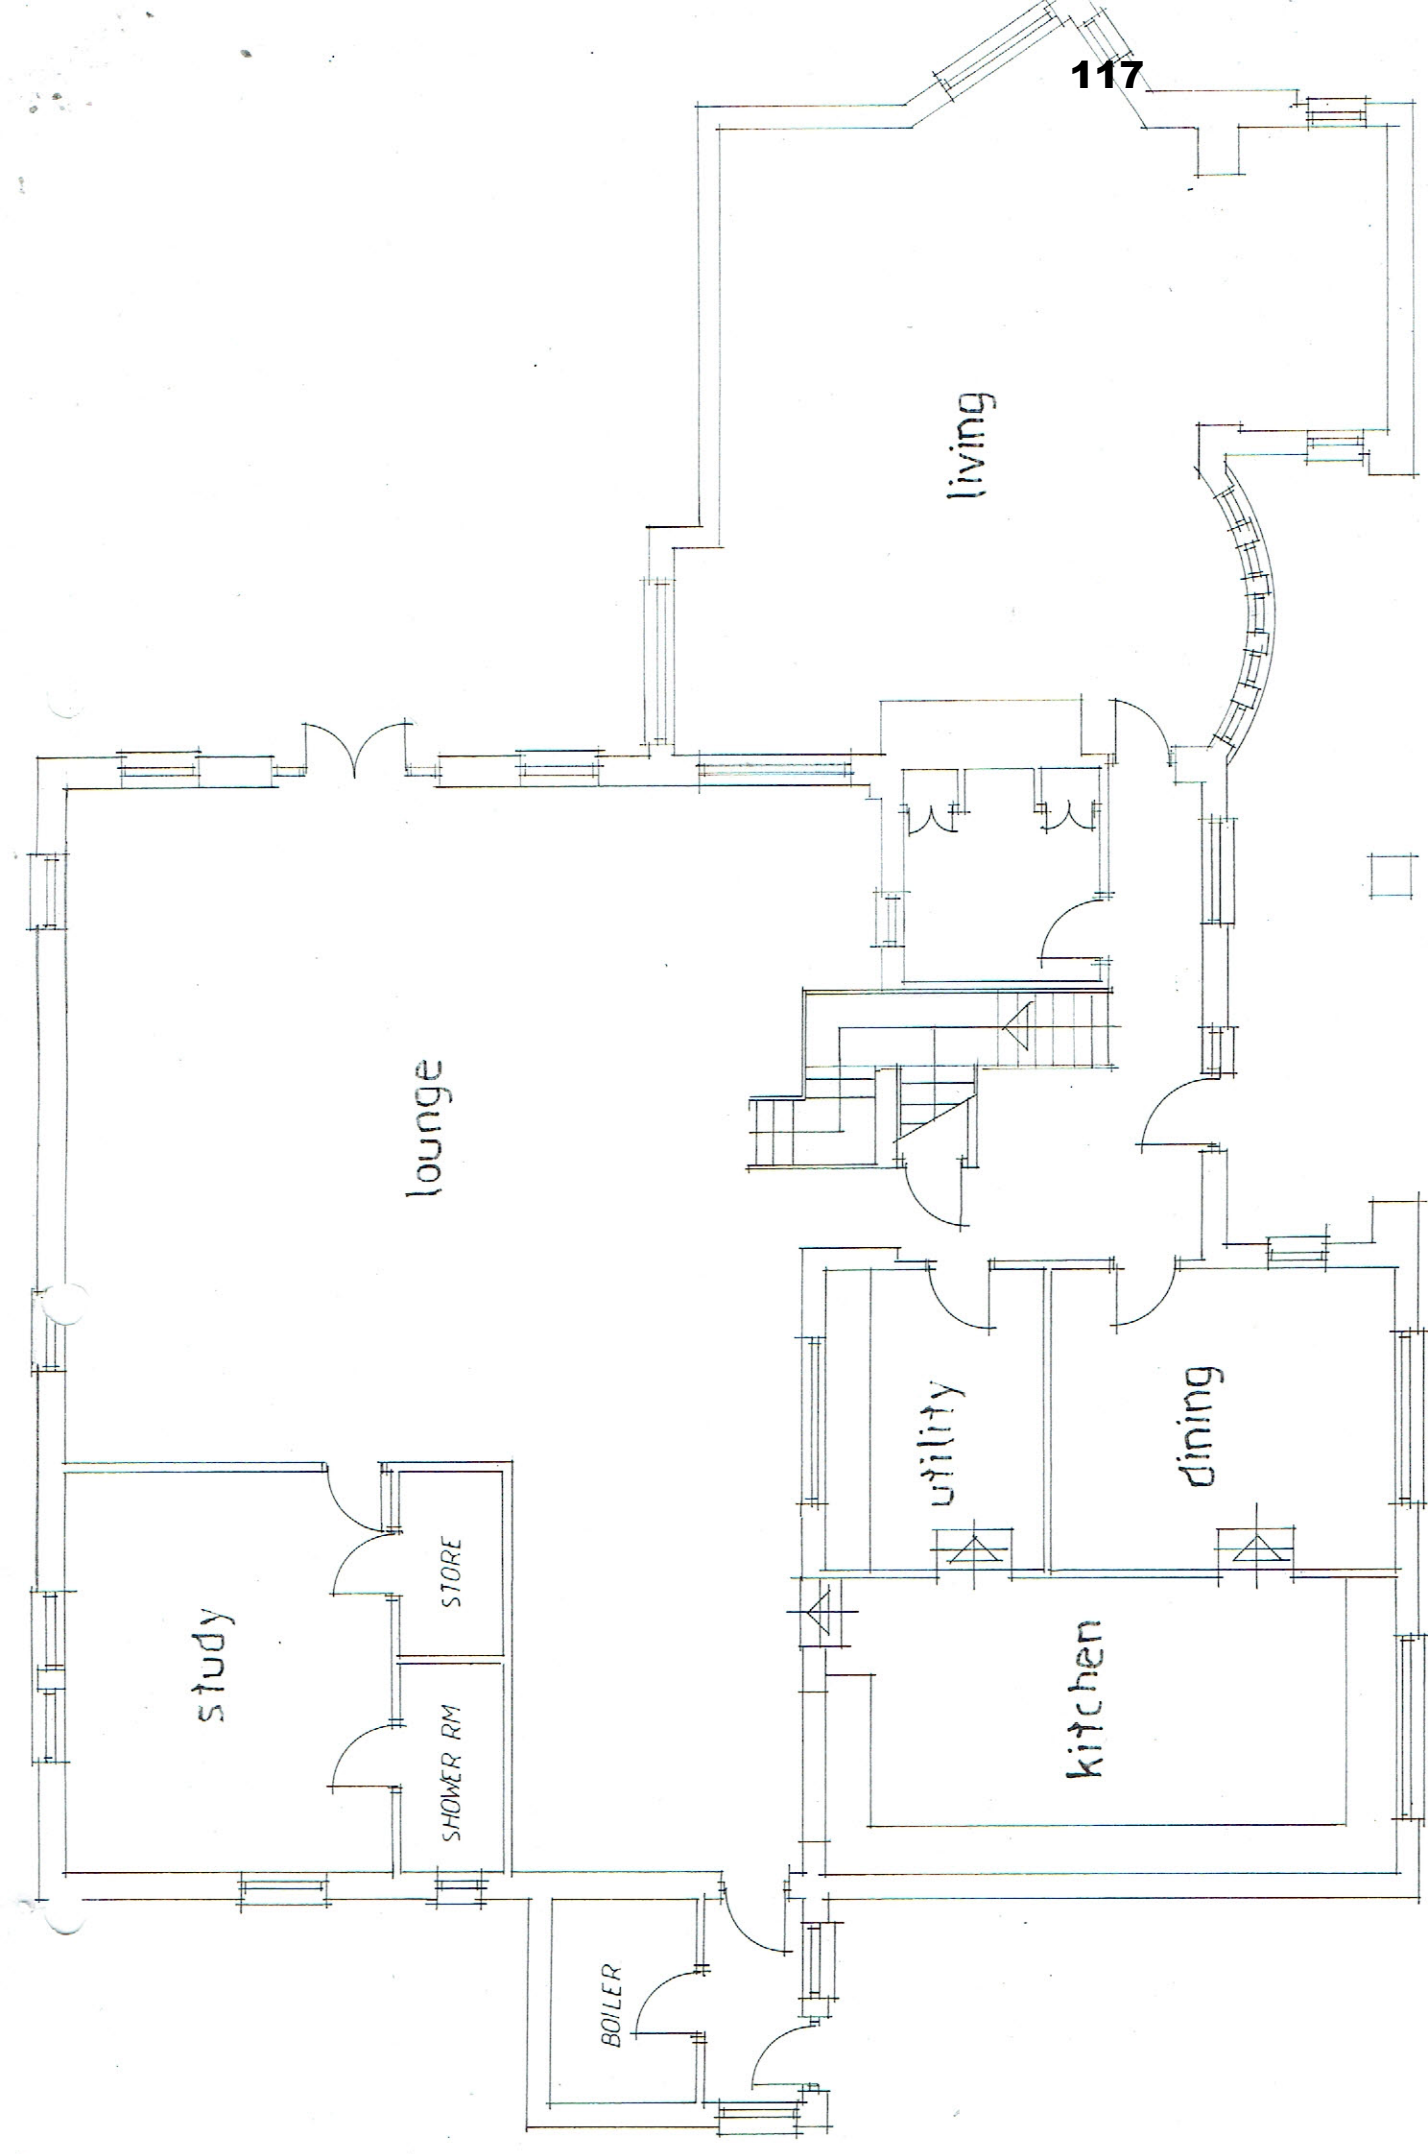 117
living
lounge
utility
dining
study
STORE
SHOWER RM
kitchen
BOILER